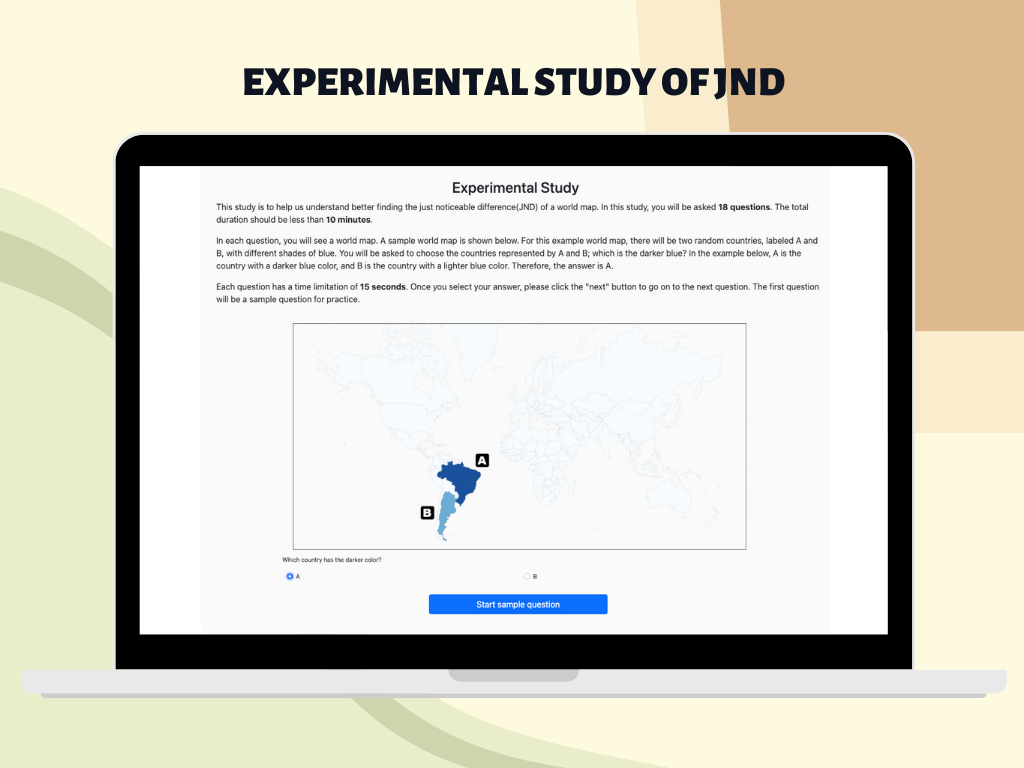 EXPERIMENTAL STUDY OF JND
Experimental Study
This study is to help us understand better finding the just noticeable difference(JND) of a world map. In this study, you will be asked 18 questions. The total
duration should be less than 10 minutes.
In each question, you will see a world map. A sample world map is shown below. For this example world map, there will be two random countries, labeled A and
B, with different shades of blue. You will be asked to choose the countries represented by A and B; which is the darker blue? In the example below, A is the
country with a darker blue color, and B is the country with a lighter blue color. Therefore, the answer is A.
Each question has a time limitation of 15 seconds. Once you select your answer, please click the "next" button to go on to the next question. The first question
will be a sample question for practice.
A
B
Which country has the darker color?
A B
Start sample question